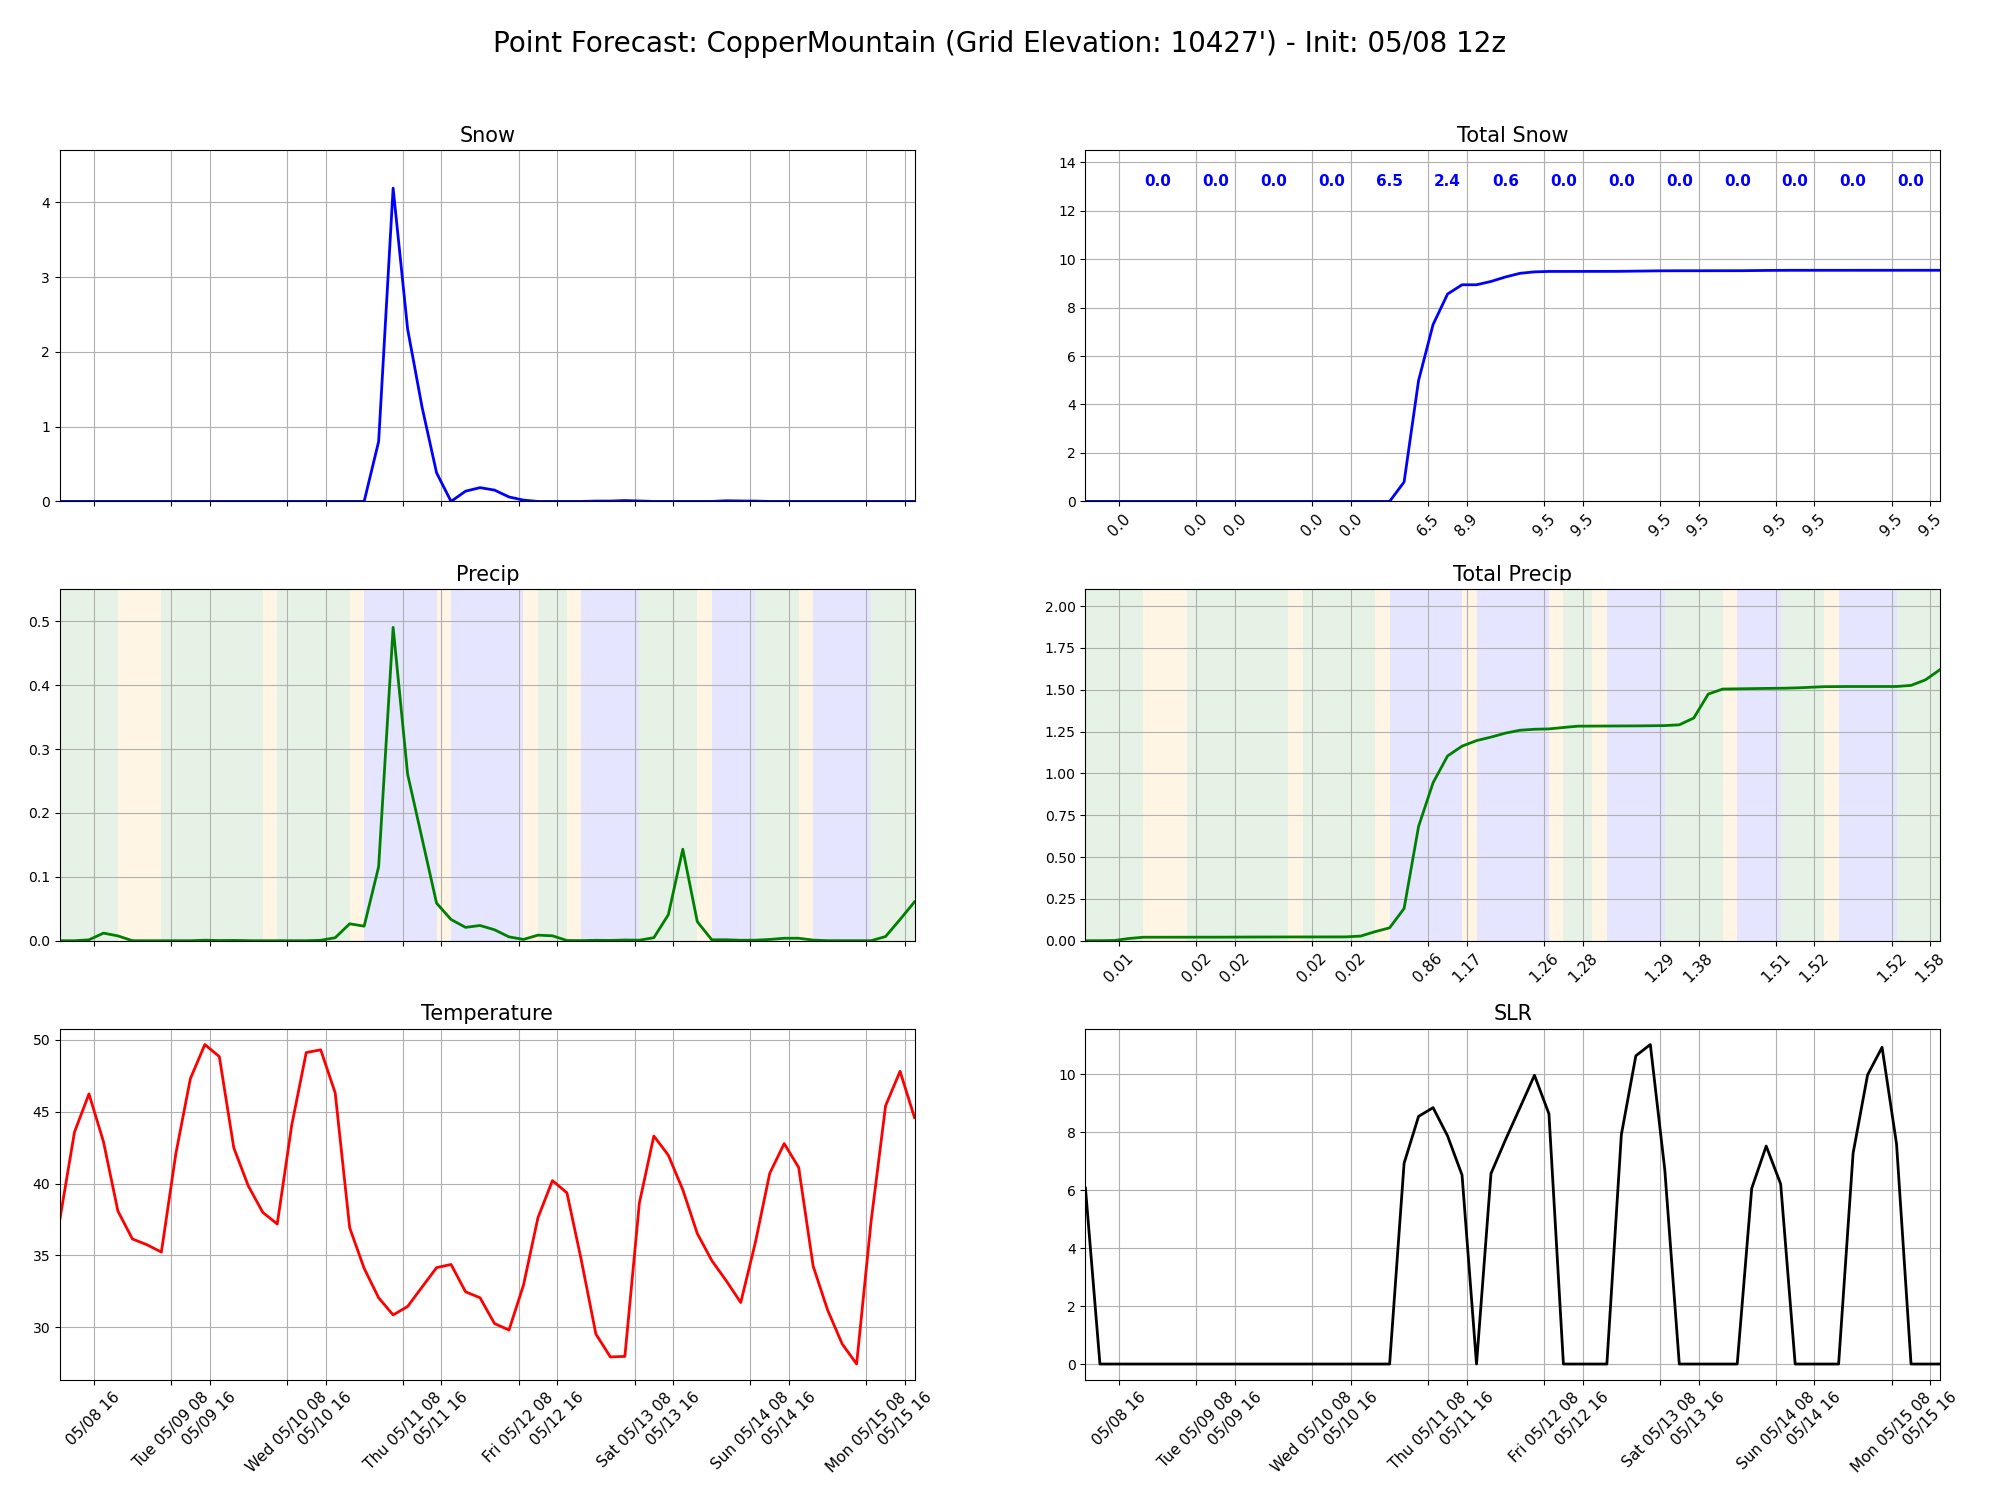 Point Forecast: CopperMountain (Grid Elevation: 10427') - Init: 05/08 12z
Snow
4
3
2
1
0
Total Snow
14
12
10
8
6
4
2
0
0.0 0.0 0.0 0.0 6.5 2.4 0.6 0.0 0.0 0.0 0.0 0.0 0.0 0.0
0.0 0.0 0.0 0.0 0.0 6.5 8.9 9.5 9.5 9.5 9.5 9.5 9.5 9.5 9.5
Precip
0.5
0.4
0.3
0.2
0.1
0.0
Total Precip
2.00
1.75
1.50
1.25
1.00
0.75
0.50
0.25
0.00
0.01 0.02 0.02 0.02 0.02 0.86 1.17 1.26 1.28 1.29 1.38 1.51 1.52 1.52 1.58
Temperature
50
45
40
35
30
05/08 16
Tue 05/09 08
05/09 16
Wed 05/10 08
05/10 16
Thu 05/11 08
05/11 16
Fri 05/12 08
05/12 16
Sat 05/13 08
05/13 16
Sun 05/14 08
05/14 16
Mon 05/15 08
05/15 16
SLR
10
8
6
4
2
0
05/08 16
Tue 05/09 08
05/09 16
Wed 05/10 08
05/10 16
Thu 05/11 08
05/11 16
Fri 05/12 08
05/12 16
Sat 05/13 08
05/13 16
Sun 05/14 08
05/14 16
Mon 05/15 08
05/15 16